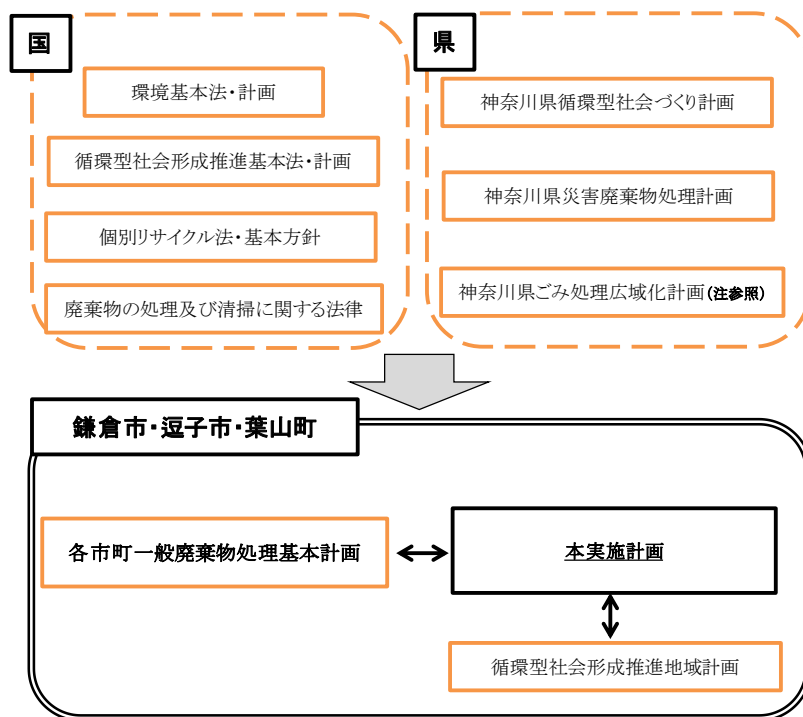 国
環境基本法・計画
循環型社会形成推進基本法・計画
個別リサイクル法・基本方針
廃棄物の処理及び清掃に関する法律
県
神奈川県循環型社会づくり計画
神奈川県災害廃棄物処理計画
神奈川県ごみ処理広域化計画(注参照)
鎌倉市・逗子市・葉山町
各市町一般廃棄物処理基本計画
本実施計画
循環型社会形成推進地域計画